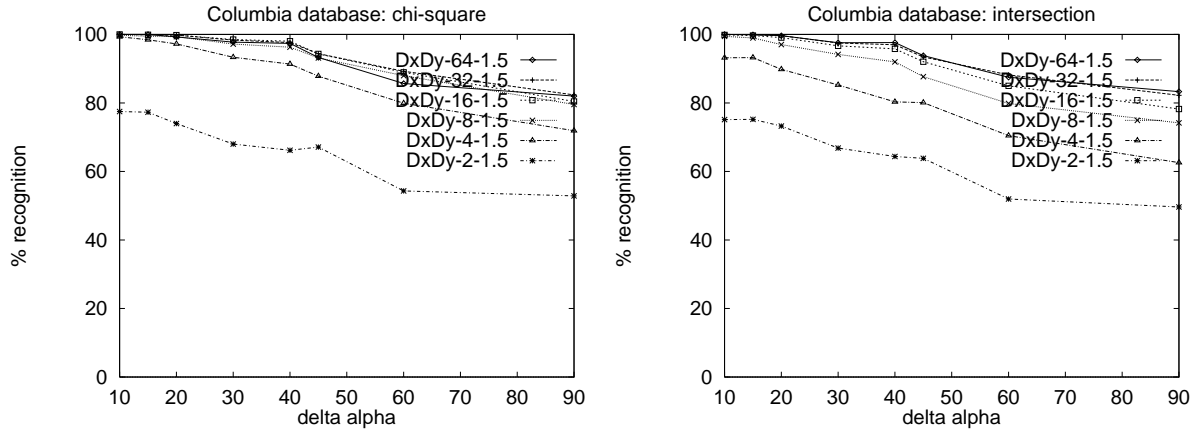 Columbia database: chi-square
% recognition
100
80
60
40
20
0
DxDy-64-1.5
DxDy-32-1.5
DxDy-16-1.5
DxDy-8-1.5
DxDy-4-1.5
DxDy-2-1.5
10 20 30 40 50 60 70 80 90
delta alpha
Columbia database: intersection
% recognition
100
80
60
40
20
0
DxDy-64-1.5
DxDy-32-1.5
DxDy-16-1.5
DxDy-8-1.5
DxDy-4-1.5
DxDy-2-1.5
10 20 30 40 50 60 70 80 90
delta alpha